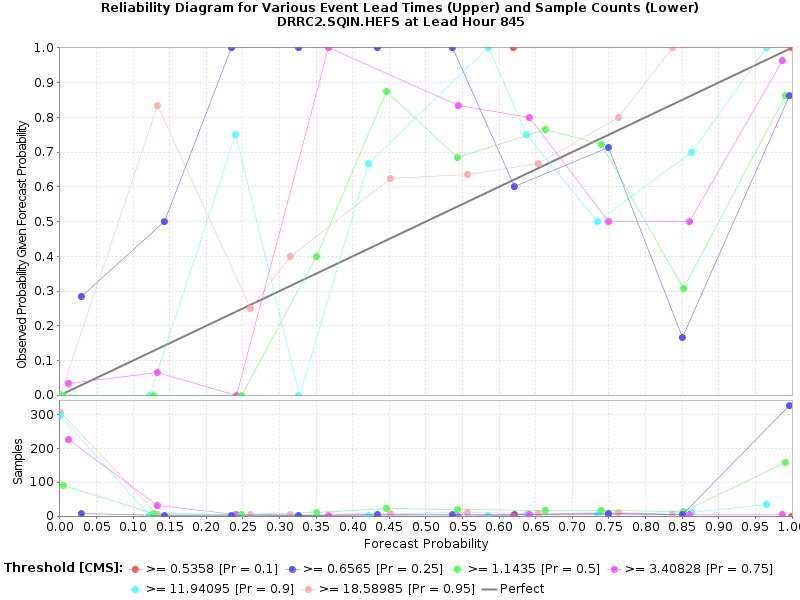 Reliability Diagram for Various Event Lead Times (Upper) and Sample Counts (Lower)
DRRC2.SQIN.HEFS at Lead Hour 845
Observed Probability Given Forecast Probability
1.0
0.9
0.8
0.7
0.6
0.5
0.4
0.3
0.2
0.1
0.0
Samples
300
200
100
0
0.00 0.05 0.10 0.15 0.20 0.25 0.30 0.35 0.40 0.45 0.50 0.55 0.60 0.65 0.70 0.75 0.80 0.85 0.90 0.95 1.0
Forecast Probability
Threshold [CMS]: >= 0.5358 [Pr = 0.1] >= 0.6565 [Pr = 0.25] >= 1.1435 [Pr = 0.5] >= 3.40828 [Pr = 0.75]
>= 11.94095 [Pr = 0.9] >= 18.58985 [Pr = 0.95] Perfect